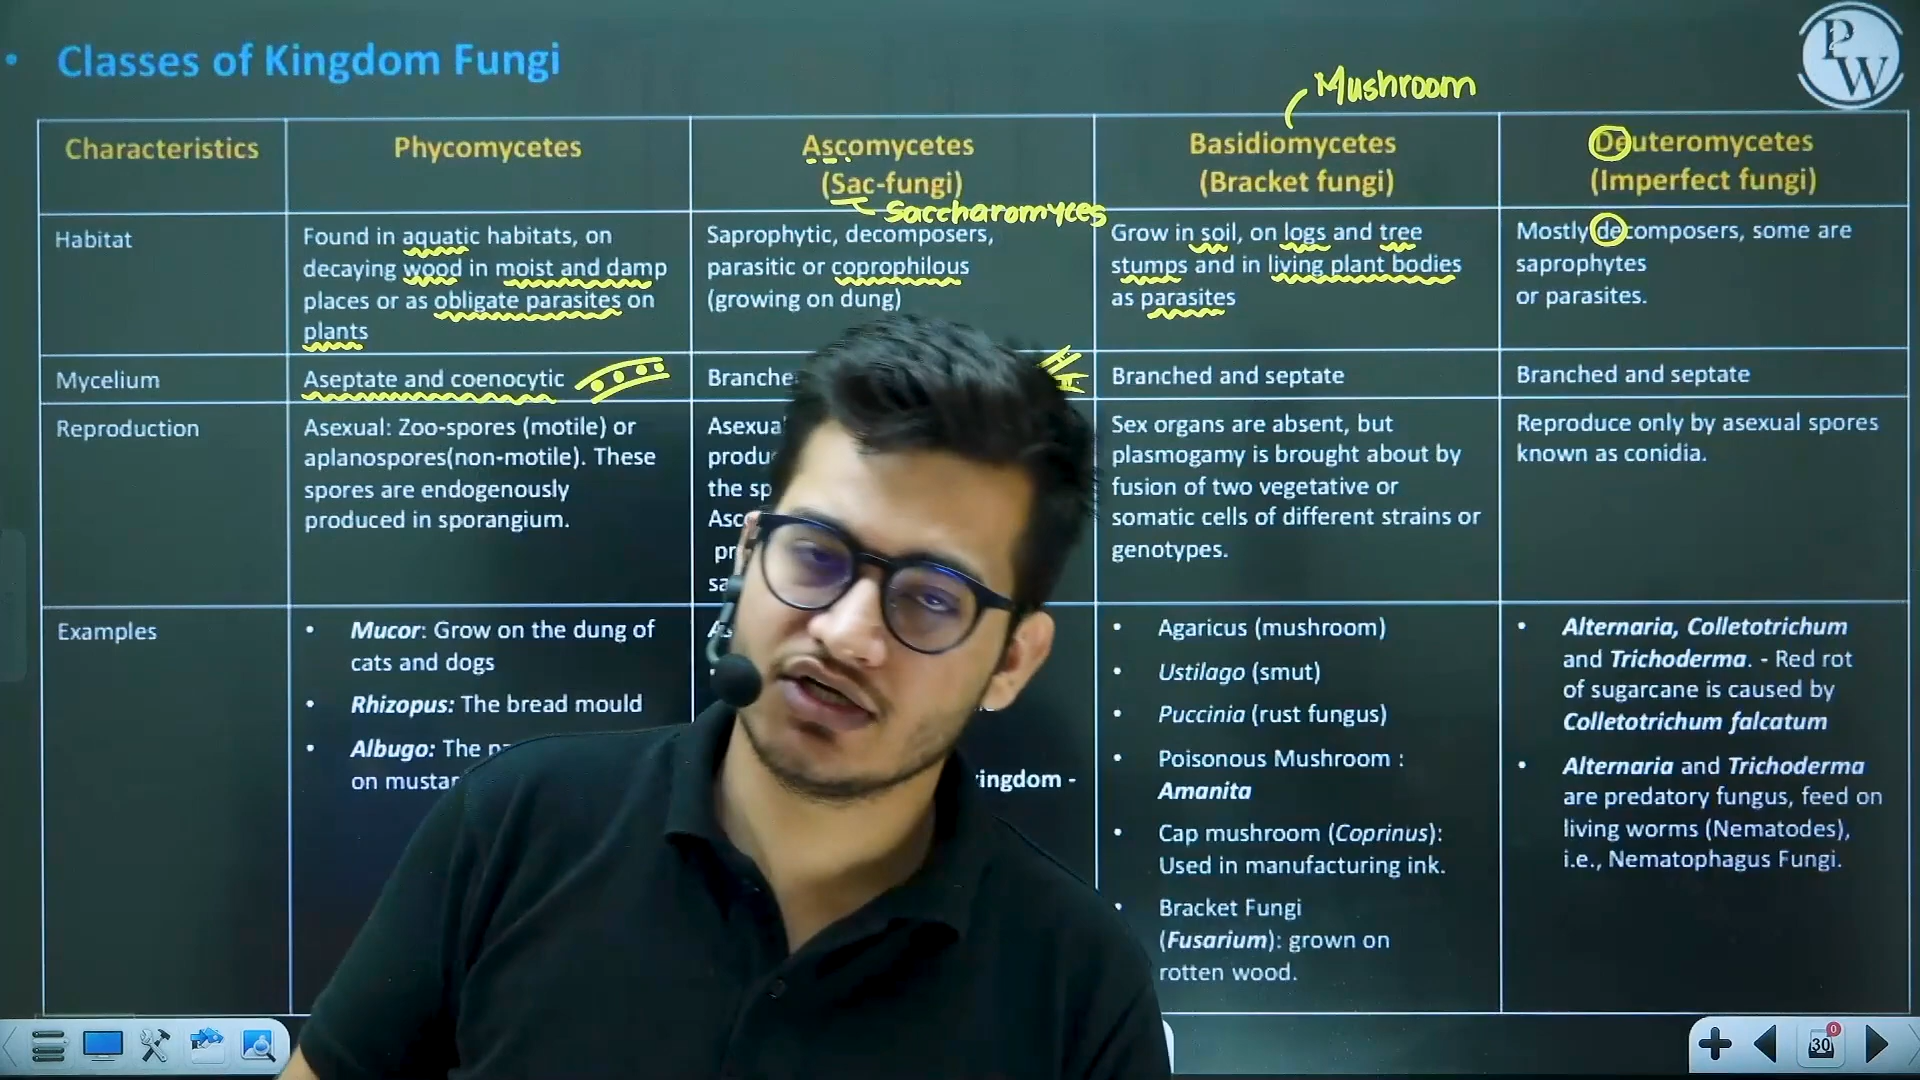 • Classes of Kingdom Fungi
Mushroom
PW
Characteristics
Phycomycetes
Ascomycetes
(Sac-fungi)
Saccharomyces
Basidiomycetes
(Bracket fungi)
Deuteromycetes
(Imperfect fungi)
Habitat
Found in aquatic habitats, on
decaying wood in moist and damp
places or as obligate parasites on
plants
Saprophytic, decomposers,
parasitic or coprophilous
(growing on dung)
Grow in soil, on logs and tree
stumps and in living plant bodies
as parasites
Mostly decomposers, some are
saprophytes
or parasites.
Mycelium
Aseptate and coenocytic
Branched and septate
Branched and septate
Reproduction
Asexual: Zoo-spores (motile) or
aplanospores(non-motile). These
spores are endogenously
produced in sporangium.
the sp
Sex organs are absent, but
plasmogamy is brought about by
fusion of two vegetative or
somatic cells of different strains or
genotypes.
Reproduce only by asexual spores
known as conidia.
Examples
• Mucor: Grow on the dung of
cats and dogs
• Rhizopus: The bread mould
• Albugo: The
on
-
• Agaricus (mushroom)
• Ustilago (smut)
• Puccinia (rust fungus)
• Poisonous Mushroom :
Amanita
• Cap mushroom (Coprinus):
Used in manufacturing ink.
• Bracket Fungi
(Fusarium): grown on
rotten wood.
• Alternaria, Colletotrichum
and Trichoderma. - Red rot
of sugarcane is caused by
Colletotrichum falcatum
• Alternaria and Trichoderma
are predatory fungus, feed on
living worms (Nematodes),
i.e., Nematophagus Fungi.
30
0